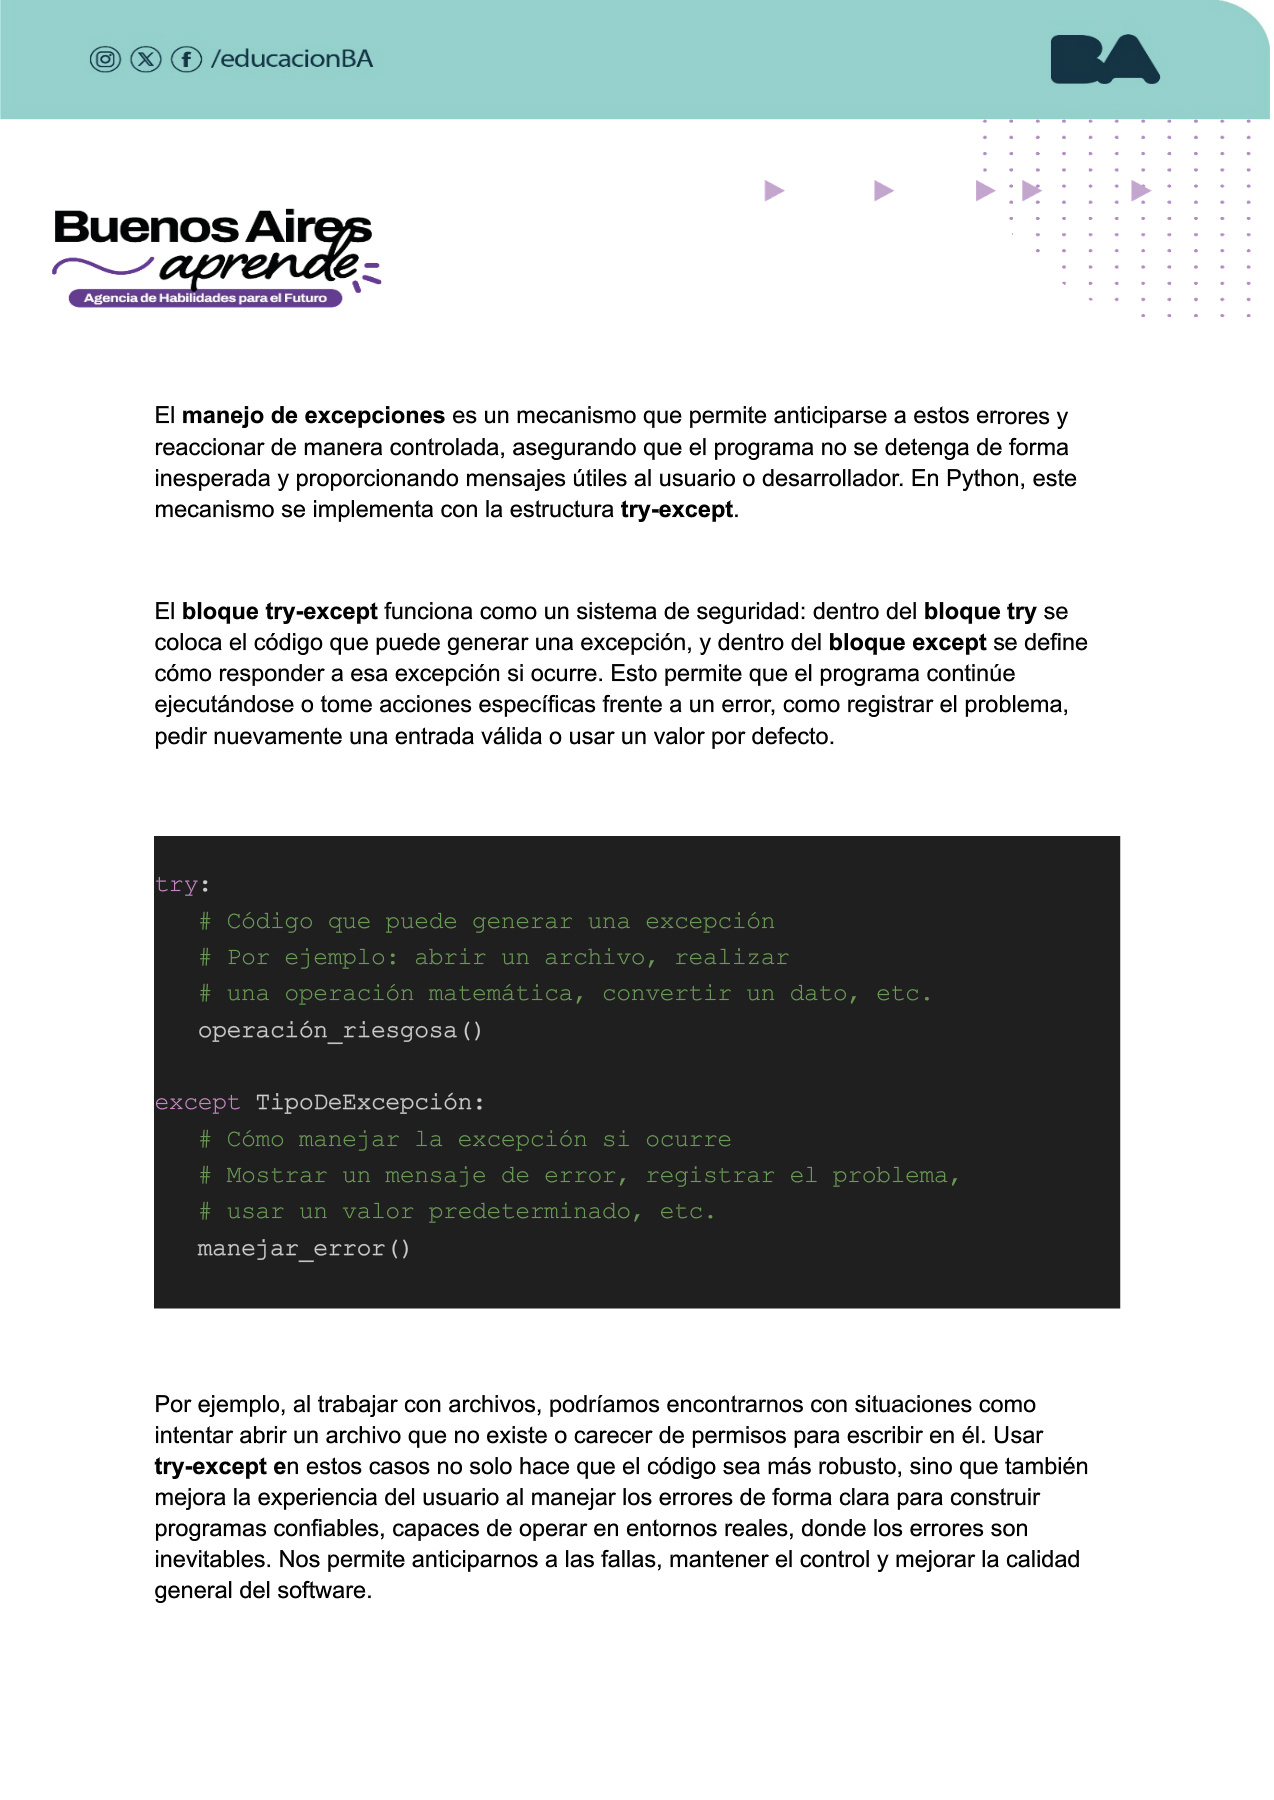 /educacionBA
BA
Buenos Aires
aprende
Agencia de Habilidades para el Futuro
El manejo de excepciones es un mecanismo que permite anticiparse a estos errores y
reaccionar de manera controlada, asegurando que el programa no se detenga de forma
inesperada y proporcionando mensajes útiles al usuario o desarrollador. En Python, este
mecanismo se implementa con la estructura try-except.
El bloque try-except funciona como un sistema de seguridad: dentro del bloque try se
coloca el código que puede generar una excepción, y dentro del bloque except se define
cómo responder a esa excepción si ocurre. Esto permite que el programa continúe
ejecutándose o tome acciones específicas frente a un error, como registrar el problema,
pedir nuevamente una entrada válida o usar un valor por defecto.
try:
# Código que puede generar una excepción
# Por ejemplo: abrir un archivo, realizar
# una operación matemática, convertir un dato, etc.
operación_riesgosa()
except TipoDeExcepción:
# Cómo manejar la excepción si ocurre
# Mostrar un mensaje de error, registrar el problema,
# usar un valor predeterminado, etc.
manejar_error()
Por ejemplo, al trabajar con archivos, podríamos encontrarnos con situaciones como
intentar abrir un archivo que no existe o carecer de permisos para escribir en él. Usar
try-except en estos casos no solo hace que el código sea más robusto, sino que también
mejora la experiencia del usuario al manejar los errores de forma clara para construir
programas confiables, capaces de operar en entornos reales, donde los errores son
inevitables. Nos permite anticiparnos a las fallas, mantener el control y mejorar la calidad
general del software.